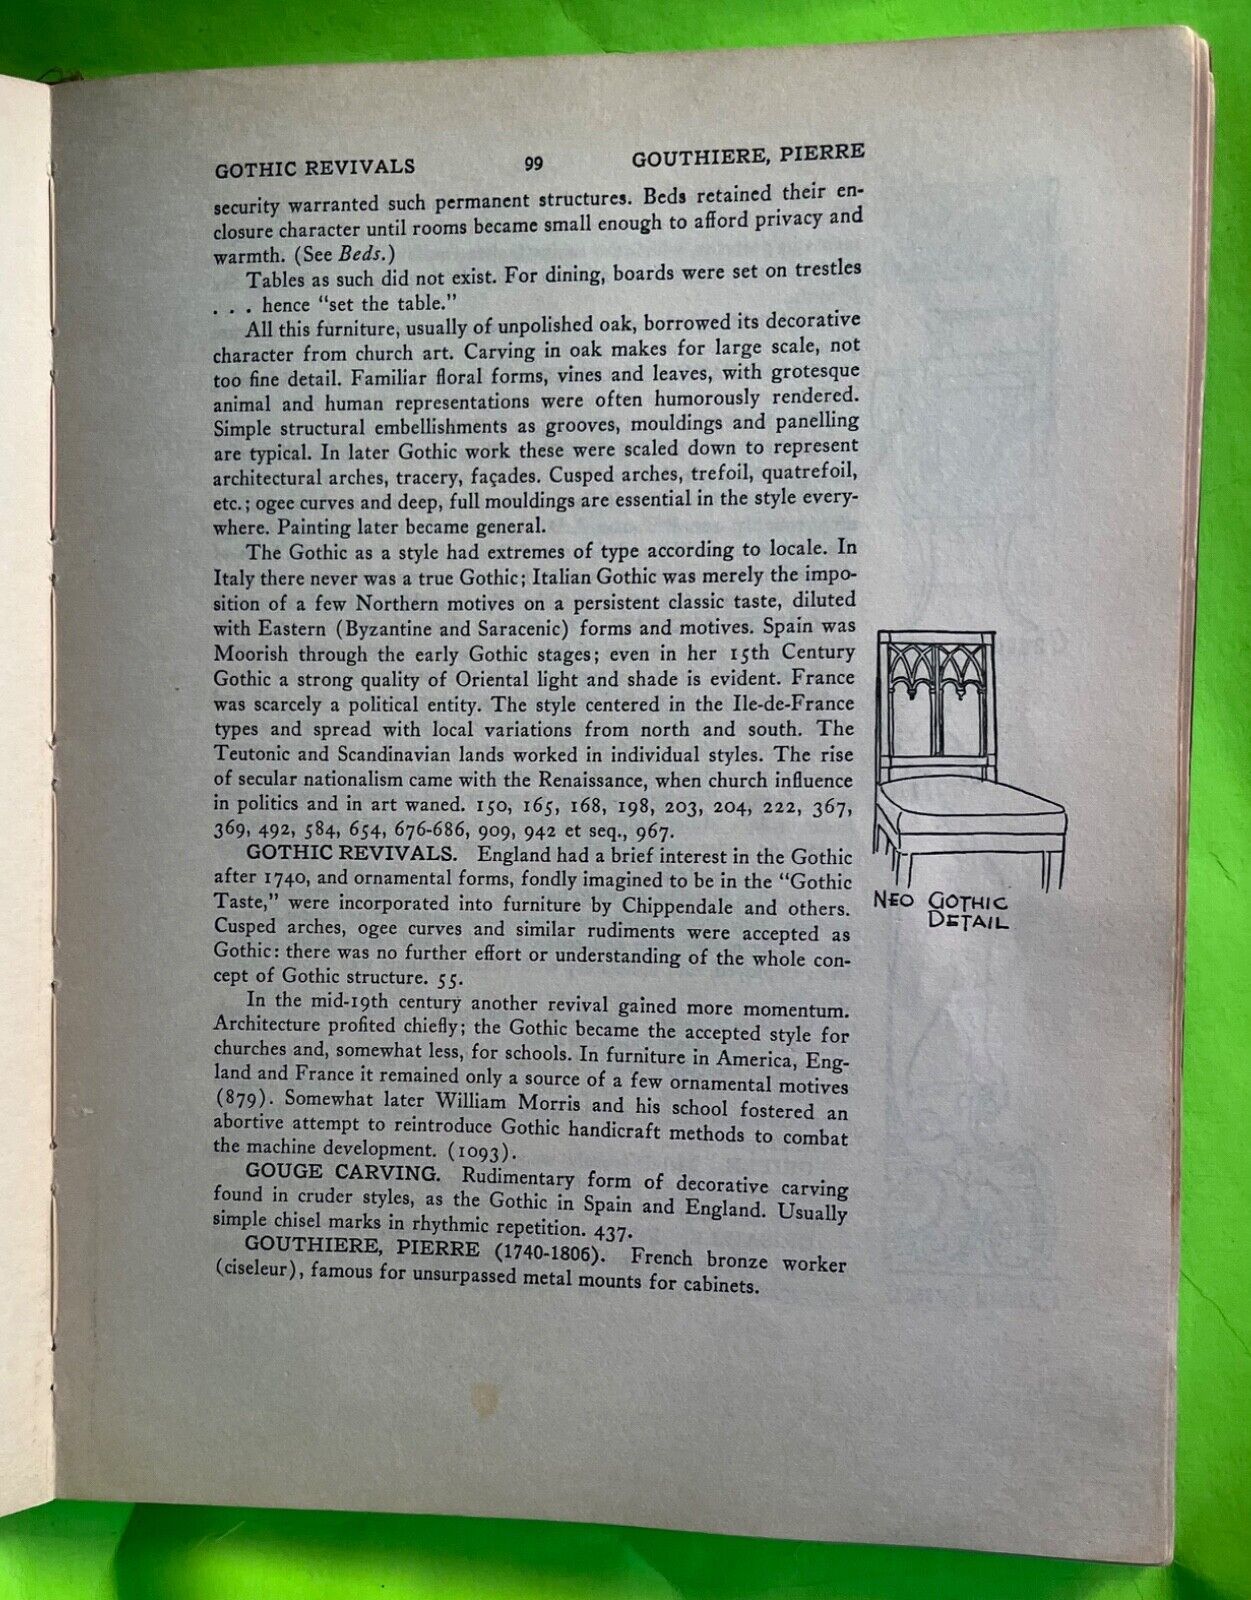 GOTHIC REVIVALS 99 GOUTHIERE, PIERRE
security warranted such permanent structures. Beds retained their en-
closure character until rooms became small enough to afford privacy and
warmth. (See Beds.)
Tables as such did not exist. For dining, boards were set on trestles
. . . hence "set the table."
All this furniture, usually of unpolished oak, borrowed its decorative
character from church art. Carving in oak makes for large scale, not
too fine detail. Familiar floral forms, vines and leaves, with grotesque
animal and human representations were often humorously rendered.
Simple structural embellishments as grooves, mouldings and panelling
are typical. In later Gothic work these were scaled down to represent
architectural arches, tracery, façades. Cusped arches, trefoil, quatrefoil,
etc.; ogee curves and deep, full mouldings are essential in the style every-
where. Painting later became general.
The Gothic as a style had extremes of type according to locale. In
Italy there never was a true Gothic; Italian Gothic was merely the impo-
sition of a few Northern motives on a persistent classic taste, diluted
with Eastern (Byzantine and Saracenic) forms and motives. Spain was
Moorish through the early Gothic stages; even in her 15th Century
Gothic a strong quality of Oriental light and shade is evident. France
was scarcely a political entity. The style centered in the Ile-de-France
types and spread with local variations from north and south. The
Teutonic and Scandinavian lands worked in individual styles. The rise
of secular nationalism came with the Renaissance, when church influence
in politics and in art waned. 150, 165, 168, 198, 203, 204, 222, 367,
369, 492, 584, 654, 676-686, 909, 942 et seq., 967.
GOTHIC REVIVALS. England had a brief interest in the Gothic
after 1740, and ornamental forms, fondly imagined to be in the "Gothic
Taste," were incorporated into furniture by Chippendale and others.
Cusped arches, ogee curves and similar rudiments were accepted as
Gothic: there was no further effort or understanding of the whole con-
cept of Gothic structure. 55.
In the mid-19th century another revival gained more momentum.
Architecture profited chiefly; the Gothic became the accepted style for
churches and, somewhat less, for schools. In furniture in America, Eng-
land and France it remained only a source of a few ornamental motives
(879). Somewhat later William Morris and his school fostered an
abortive attempt to reintroduce Gothic handicraft methods to combat
the machine development. (1093).
GOUGE CARVING. Rudimentary form of decorative carving
found in cruder styles, as the Gothic in Spain and England. Usually
simple chisel marks in rhythmic repetition. 437.
GOUTHIERE, PIERRE (1740-1806). French bronze worker
(ciseleur), famous for unsurpassed metal mounts for cabinets.
NEO GOTHIC
DETAIL